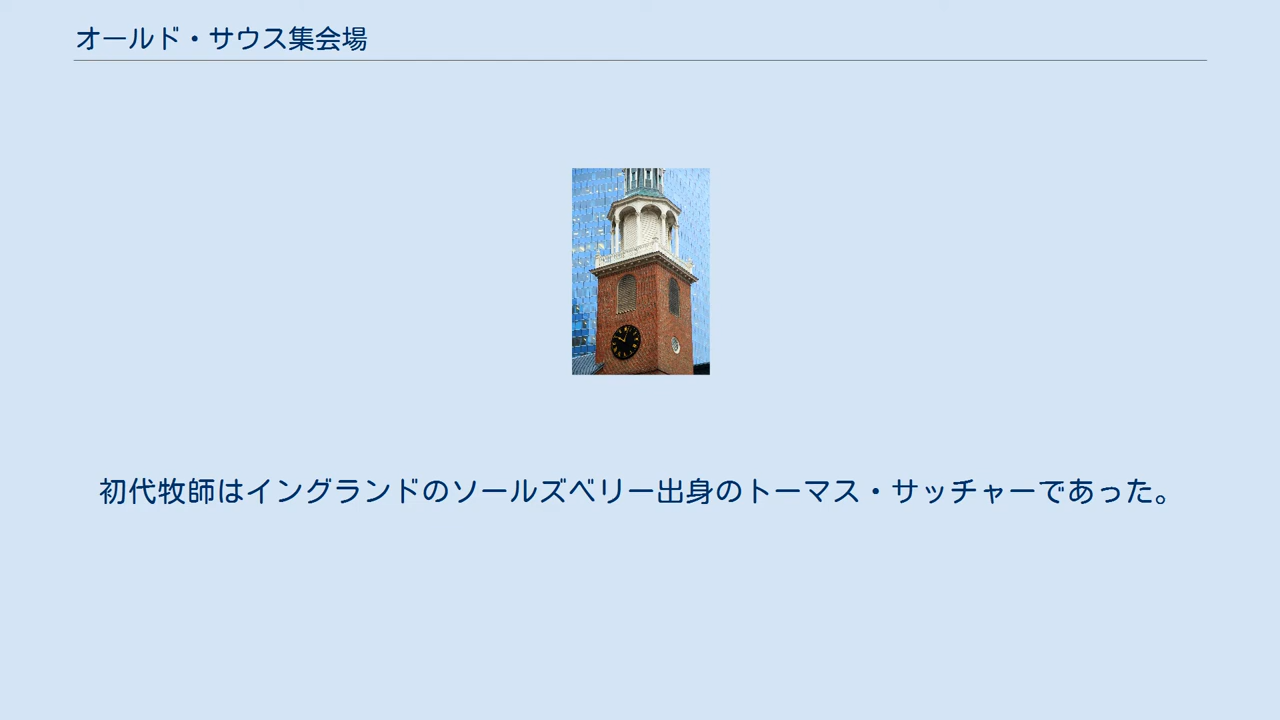 オールド・サウス集会場
初代牧師はイングランドのソールズベリー出身のトーマス・サッチャーであった。